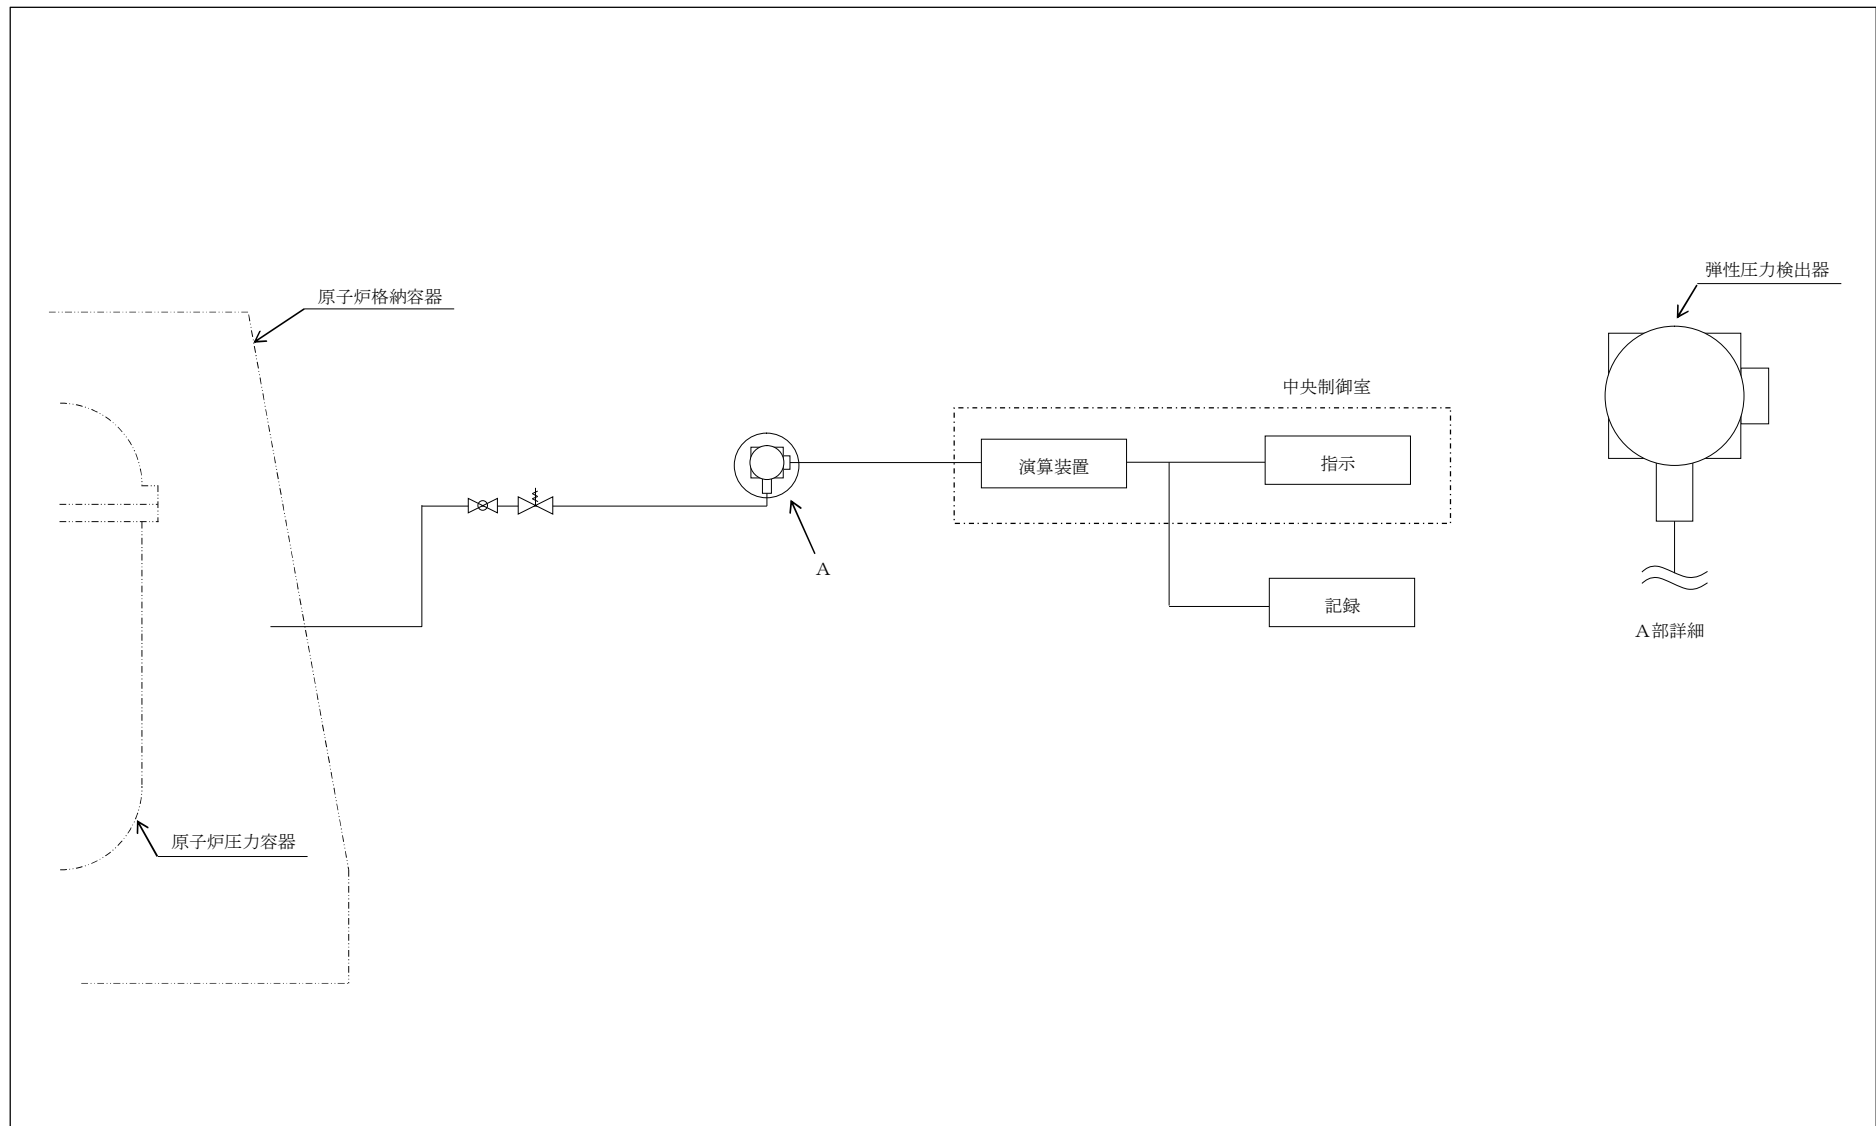 弾性圧力検出器
原子炉格納容器
中央制御室
演算装置
指示
A
記録
A部詳細
原子炉圧力容器